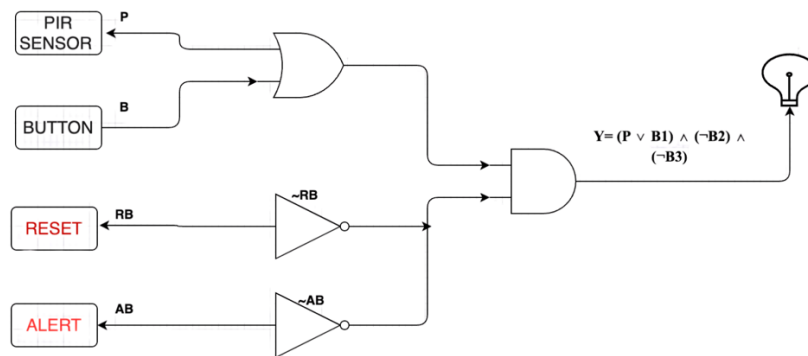 PIR
SENSOR
P
BUTTON
B
RESET
RB
~RB
ALERT
AB
~AB
Y= (P ∨ B1) ∧ (¬B2) ∧
(¬B3)